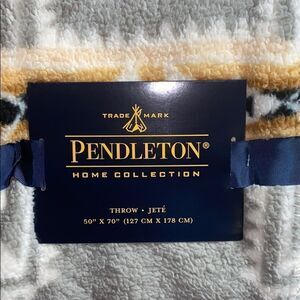 TRADE MARK
PENDLETON®
HOME COLLECTION
THROW • JETÉ
50" X 70" (127 CM X 178 CM)